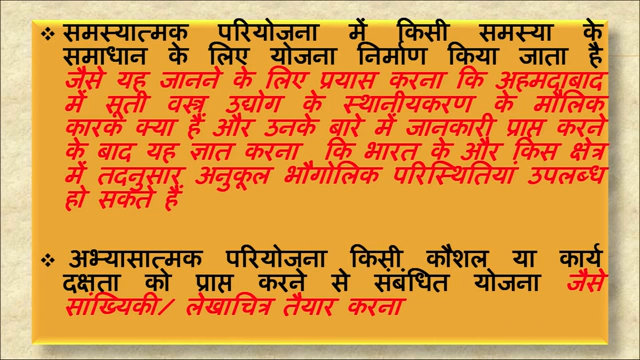 ❖ समस्यात्मक परियोजना में किसी समस्या के
समाधान के लिए योजना निर्माण किया जाता है
जैसे यह जानने के लिए प्रयास करना कि अहमदाबाद
में सूती वस्त्र उद्योग के स्थानीयकरण के मौलिक
कारक क्या हैं और उनके बारे में जानकारी प्राप्त करने
के बाद यह ज्ञात करना कि भारत के और किस क्षेत्र
में तदनुसार अनुकूल भौगोलिक परिस्थितियां उपलब्ध
हो सकते हैं
❖ अभ्यासात्मक परियोजना किसी कौशल या कार्य
दक्षता को प्राप्त करने से संबंधित योजना जैसे
सांख्यिकी/ लेखाचित्र तैयार करना